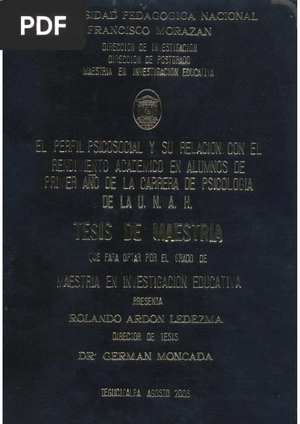 PDF
SIDAD PEDAGOGICA NACIONAL
FRANCISCO MORAZAN
DIRECCION DE INVESTIGACION
DIRECCION DE POSTGRADO
MAESTRIA EN INVESTIGACION EDUCATIVA
EL PERFIL PSICOSOCIAL Y SU RELACION CON EL
RENDIMIENTO ACADEMICO EN ALUMNOS DE
PRIMER AÑO DE LA CARRERA DE PSICOLOGIA
DE LA U. N. A. H.
TESIS DE MAESTRIA
QUE PARA OPTAR POR EL GRADO DE
MAESTRIA EN INVESTIGACION EDUCATIVA
PRESENTA
ROLANDO ARDON LEDEZMA
DIRECTOR DE TESIS
DR: GERMAN MONCADA
TEGUCIGALPA AGOSTO 2003